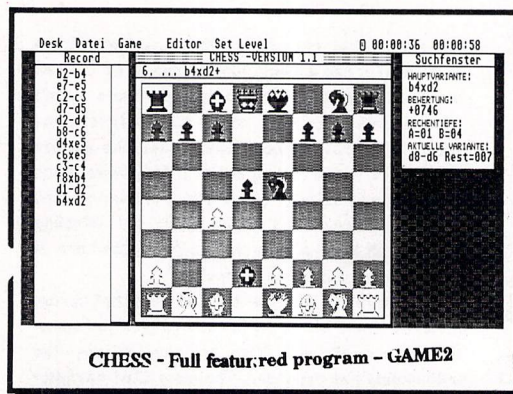 Desk Datei Game Editor Set Level 00:00:36 00:00:58
Record
b2-b4
e7-e5
c2-c3
d7-d5
d2-d4
b8-c6
d4xe5
c6xe5
c3-c4
f8xb4
d1-d2
b4xd2
CHESS -VERSION 1.1
6. ... b4xd2+
Suchfenster
HAUPTVARIANTE:
b4xd2
BEWERTUNG:
+0746
RECHENTIEFE:
A=01 B=04
AKTUELLE VARIANTE:
d8-d6 Rest=007
CHESS - Full featur;red program - GAME2